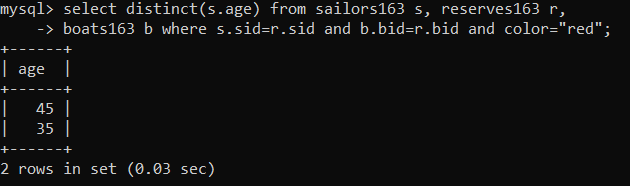 mysql> select distinct(s.age) from sailors163 s, reserves163 r,
    -> boats163 b where s.sid=r.sid and b.bid=r.bid and color="red";
+------+
| age  |
+------+
|   45 |
|   35 |
+------+
2 rows in set (0.03 sec)